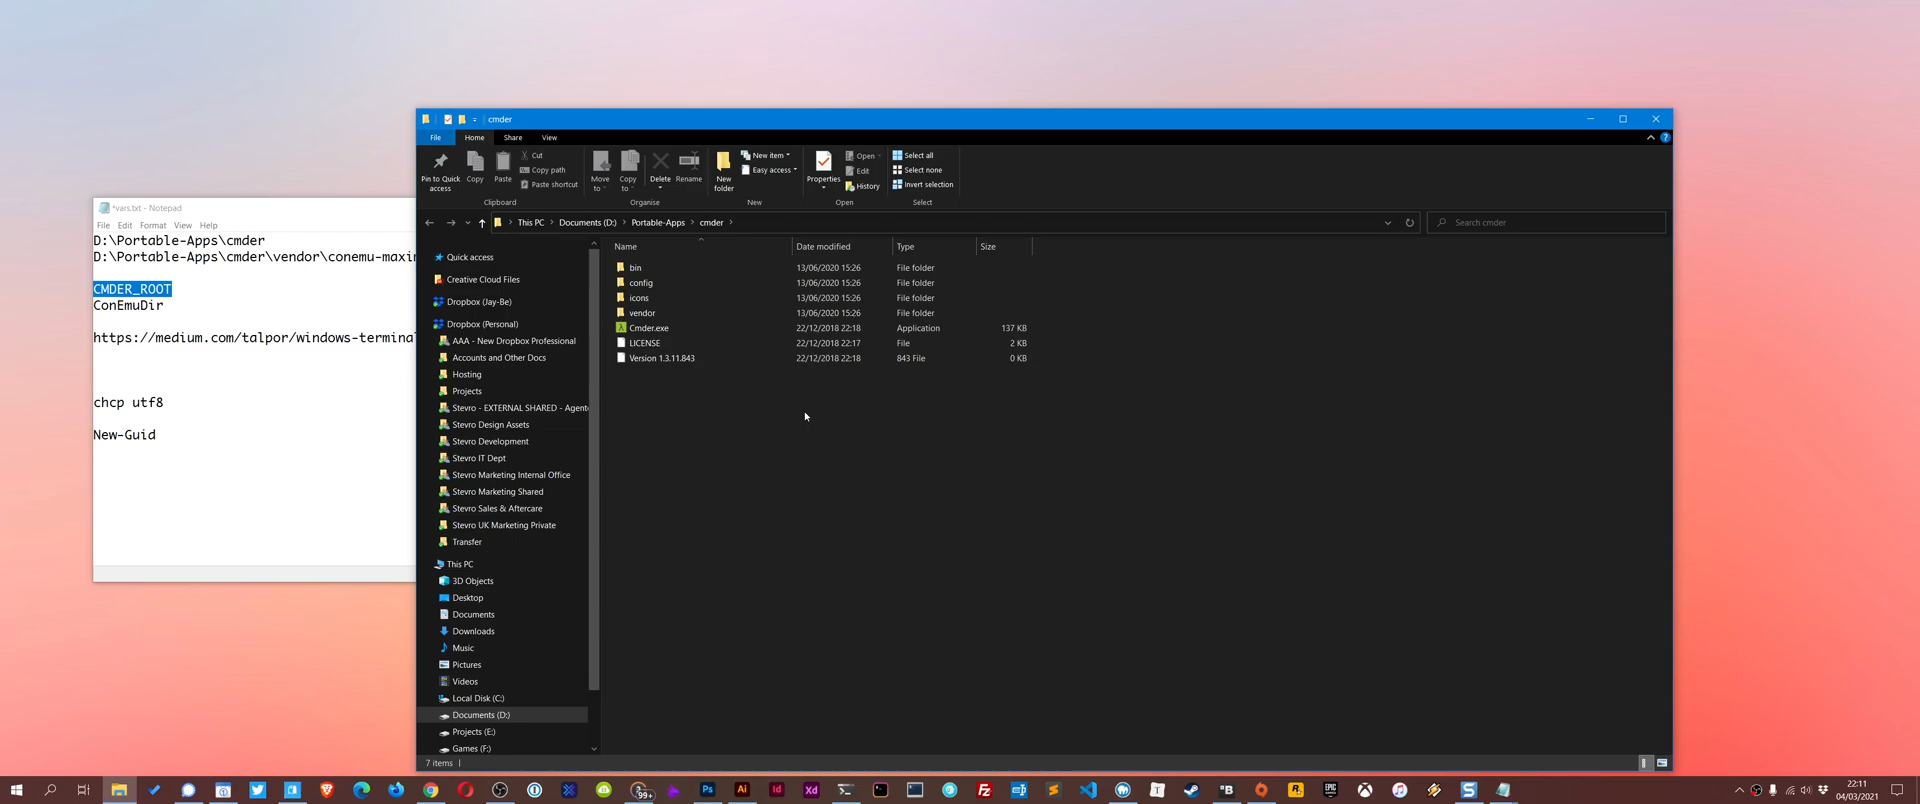 *vars.txt - Notepad
File Edit Format View Help
D:\Portable-Apps\cmder
D:\Portable-Apps\cmder\vendor\conemu-maxin
CMDER_ROOT
ConEmuDir
https://medium.com/talpor/windows-terminal
chcp utf8
New-Guid
cmder
File Home Share View
Pin to Quick access
Copy
Paste
Cut
Copy path
Paste shortcut
Clipboard
Move to
Copy to
Delete
Rename
Organise
New folder
New item
Easy access
New
Properties
Open
Edit
History
Open
Select all
Select none
Invert selection
Select
This PC > Documents (D:) > Portable-Apps > cmder >
Search cmder
Quick access
Creative Cloud Files
Dropbox (Jay-Be)
Dropbox (Personal)
AAA - New Dropbox Professional
Accounts and Other Docs
Hosting
Projects
Stevro - EXTERNAL SHARED - Agent
Stevro Design Assets
Stevro Development
Stevro IT Dept
Stevro Marketing Internal Office
Stevro Marketing Shared
Stevro Sales & Aftercare
Stevro UK Marketing Private
Transfer
This PC
3D Objects
Desktop
Documents
Downloads
Music
Pictures
Videos
Local Disk (C:)
Documents (D:)
Projects (E:)
Games (F:)
Name Date modified Type Size
bin 13/06/2020 15:26 File folder
config 13/06/2020 15:26 File folder
icons 13/06/2020 15:26 File folder
vendor 13/06/2020 15:26 File folder
Cmder.exe 22/12/2018 22:18 Application 137 KB
LICENSE 22/12/2018 22:17 File 2 KB
Version 1.3.11.843 22/12/2018 22:18 843 File 0 KB
7 items
99+
Ps
Ai
Id
Xd
Fz
T
B
R
EPIC
S
22:11
04/03/2021